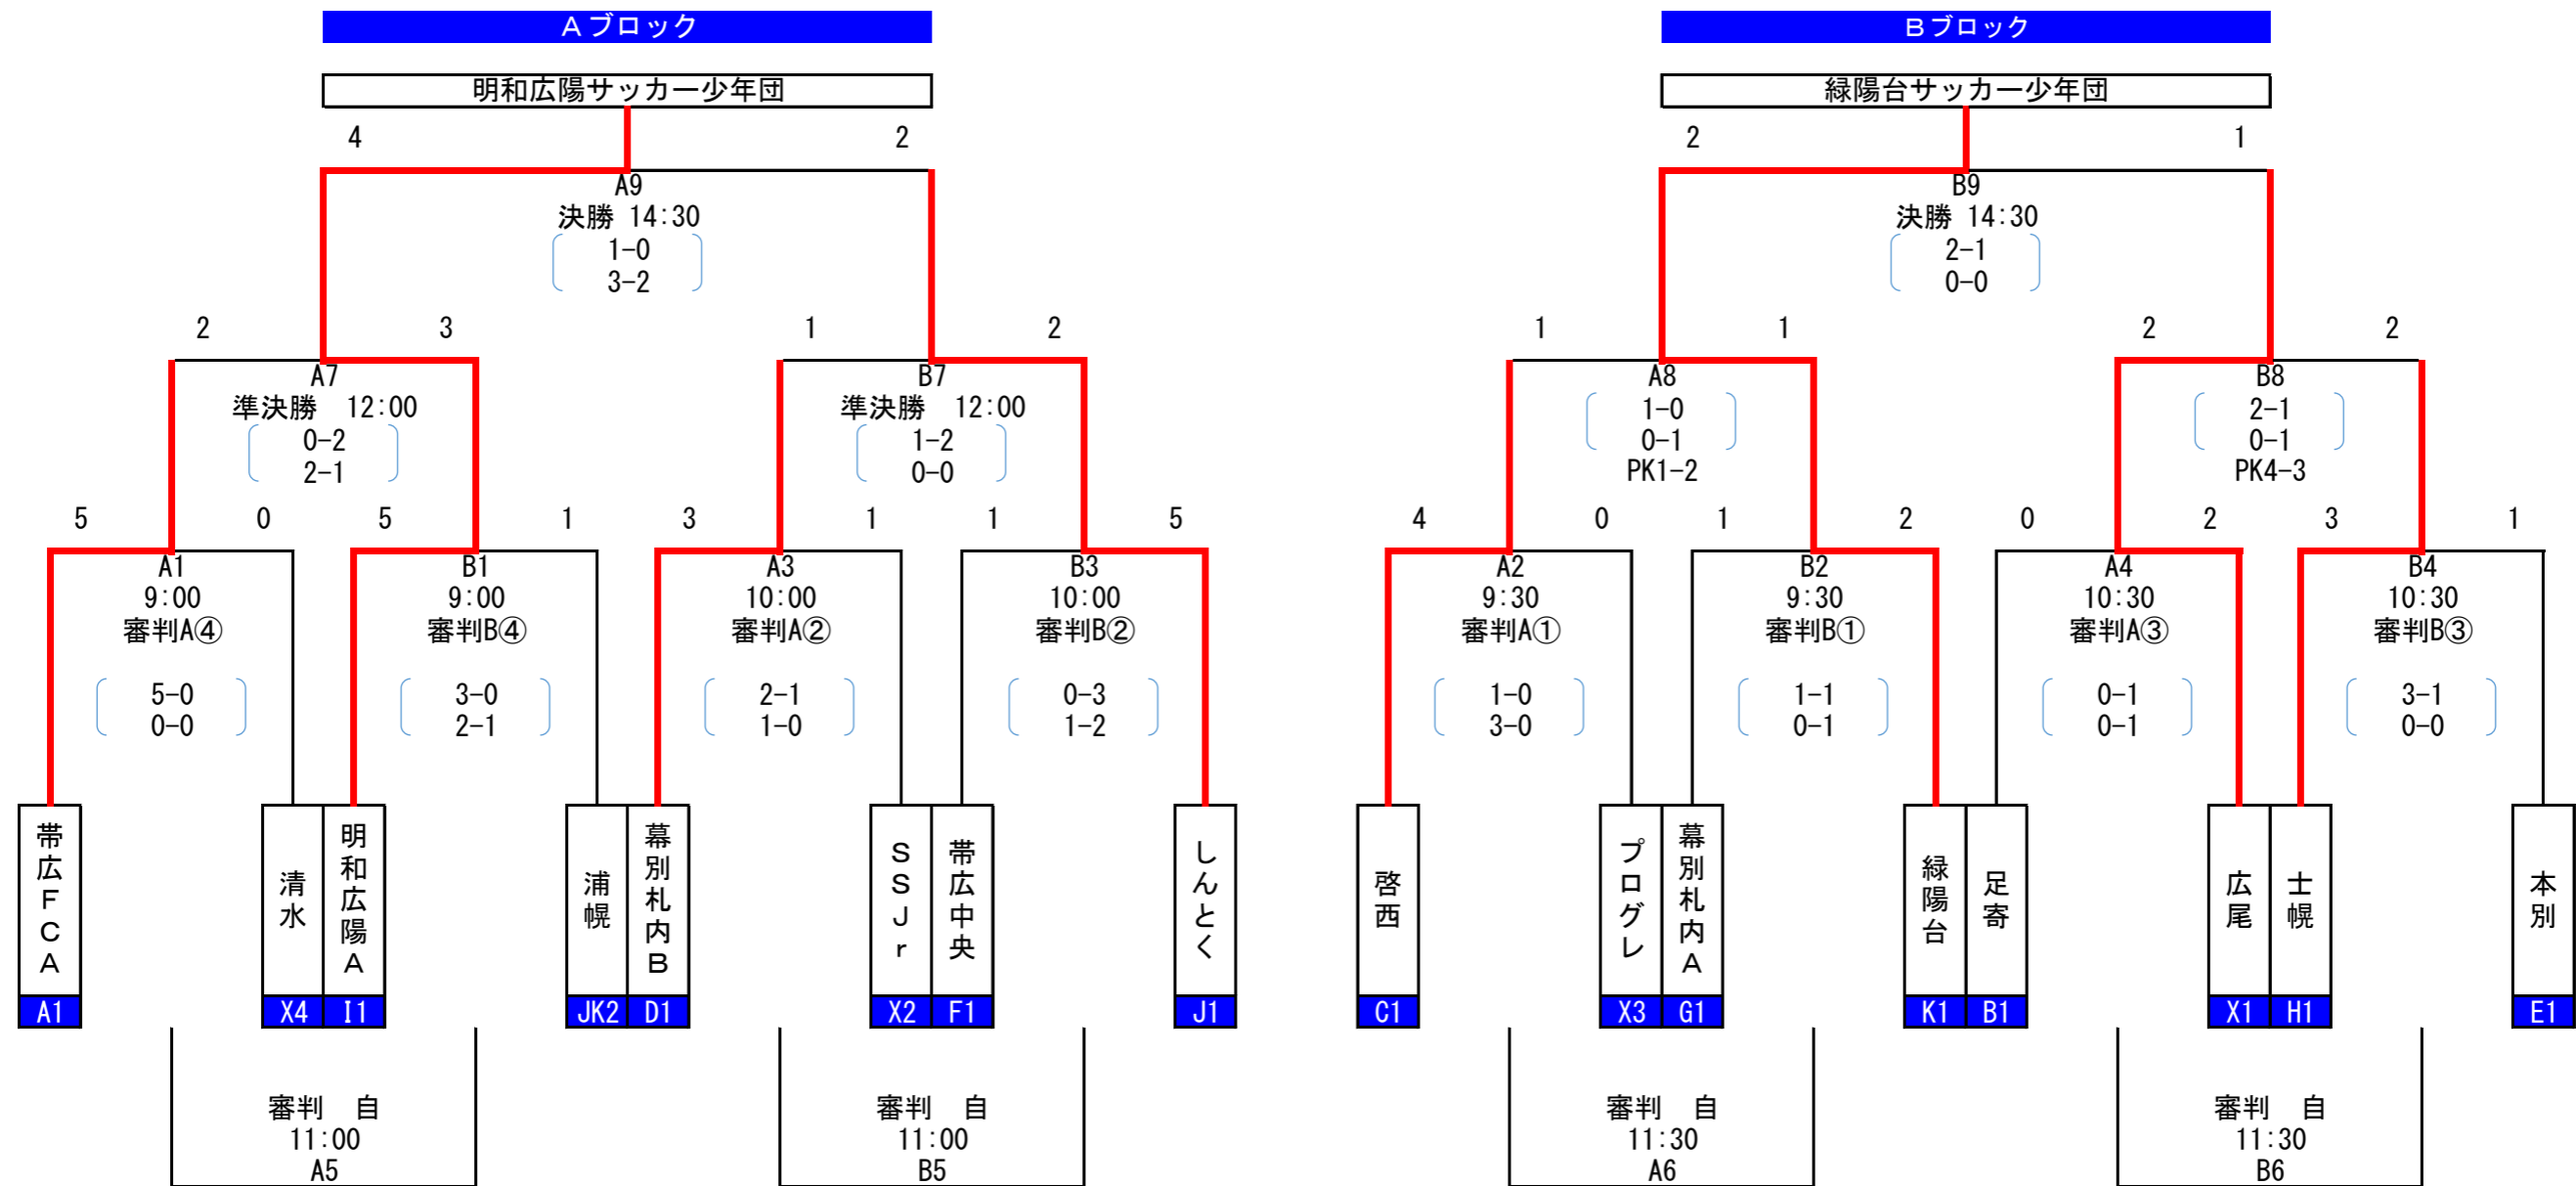 Aブロック
Bブロック
明和広陽サッカー少年団
緑陽台サッカー少年団
4 2 2 1
A9 B9
決勝 14:30 決勝 14:30
1-0 2-1
3-2 0-0
2 3 1 2 1 1 2 2
A7 B7 A8 B8
準決勝 12:00 準決勝 12:00 1-0 2-1
0-2 1-2 0-1 0-1
2-1 0-0 PK1-2 PK4-3
5 0 5 1 3 1 1 5 4 0 1 2 0 2 3 1
A1 B1 A3 B3 A2 B2 A4 B4
9:00 9:00 10:00 10:00 9:30 9:30 10:30 10:30
審判A④ 審判B④ 審判A② 審判B② 審判A① 審判B① 審判A③ 審判B③
5-0 3-0 2-1 0-3 1-0 1-1 0-1 3-1
0-0 2-1 1-0 1-2 3-0 0-1 0-1 0-0
帯広FCA
清水
明和広陽A
浦幌
幕別札内B
SSJr
帯広中央
しんとく
啓西
プログレ
幕別札内A
緑陽台
足寄
広尾
士幌
本別
A1 X4 I1 JK2 D1 X2 F1 J1 C1 X3 G1 K1 B1 X1 H1 E1
審判 自 審判 自 審判 自 審判 自
11:00 11:00 11:30 11:30
A5 B5 A6 B6